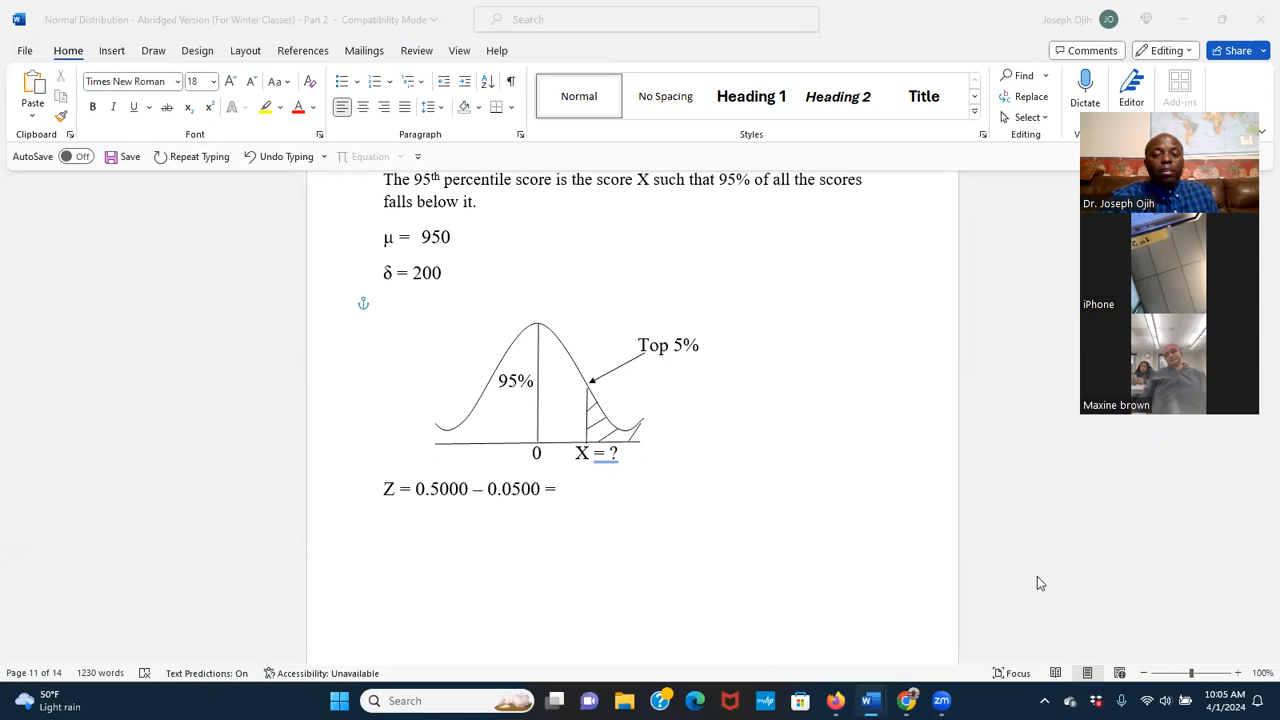 Normal Distribution - Abridged Version (For Winter Classes) - Part 2 - Compatibility Mode
Search
Joseph Ojih
JO
File Home Insert Draw Design Layout References Mailings Review View Help
Comments
Editing
Share
Paste
Clipboard
Times New Roman
18
Aa
B I U ab x₂ x² A A
Font
Paragraph
Normal
No Spacing
Heading 1
Heading 2
Title
Styles
Find
Replace
Select
Editing
Dictate
Editor
Add-ins
AutoSave Off Save Repeat Typing Undo Typing Equation
The 95th percentile score is the score X such that 95% of all the scores
falls below it.
μ = 950
δ = 200
Top 5%
95%
0
X = ?
Z = 0.5000 – 0.0500 =
Dr. Joseph Ojih
iPhone
Maxine brown
Page 11 of 14 1230 words Text Predictions: On Accessibility: Unavailable
Focus
100%
50°F
Light rain
Search
10:05 AM
4/1/2024